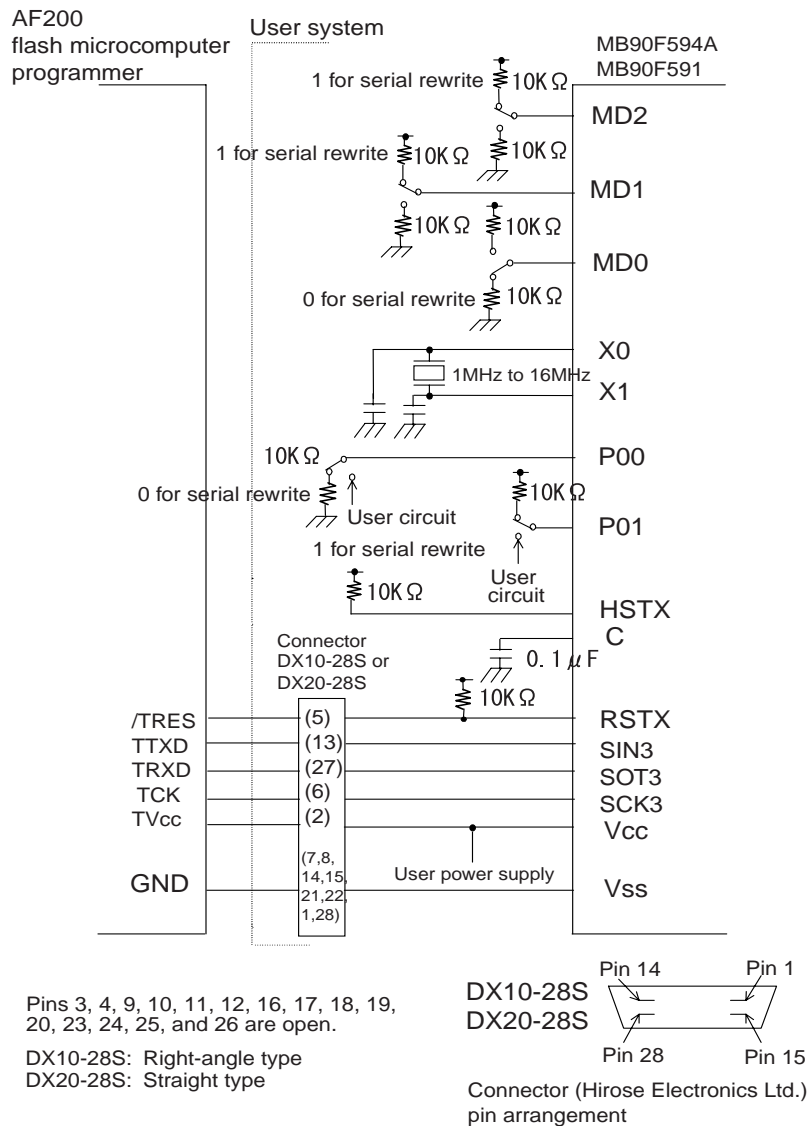 AF200
flash microcomputer
programmer
User system
MB90F594A
MB90F591
1 for serial rewrite
10KΩ
MD2
10KΩ
1 for serial rewrite
10KΩ
MD1
10KΩ
10KΩ
MD0
0 for serial rewrite
10KΩ
X0
1MHz to 16MHz
X1
10KΩ
P00
0 for serial rewrite
User circuit
10KΩ
P01
1 for serial rewrite
User
circuit
10KΩ
HSTX
C
0.1μF
Connector
DX10-28S or
DX20-28S
10KΩ
/TRES
(5)
RSTX
TTXD
(13)
SIN3
TRXD
(27)
SOT3
TCK
(6)
SCK3
TVcc
(2)
Vcc
User power supply
GND
(7,8,
14,15,
21,22,
1,28)
Vss
Pins 3, 4, 9, 10, 11, 12, 16, 17, 18, 19,
20, 23, 24, 25, and 26 are open.
DX10-28S: Right-angle type
DX20-28S: Straight type
DX10-28S
DX20-28S
Pin 14
Pin 1
Pin 28
Pin 15
Connector (Hirose Electronics Ltd.)
pin arrangement